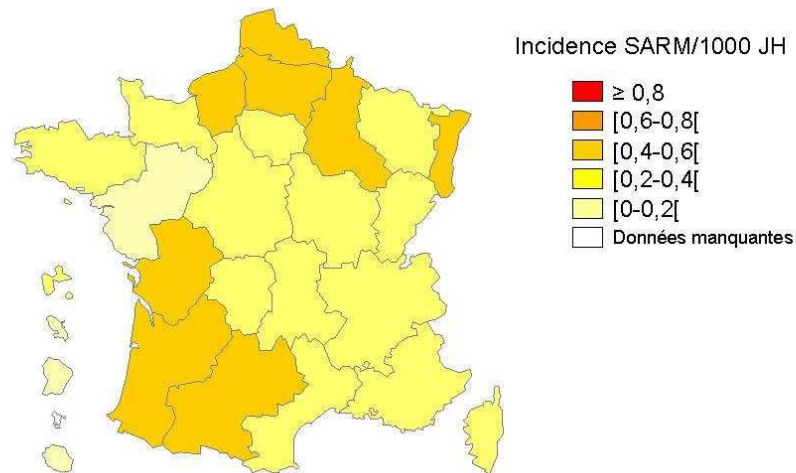 Incidence SARM/1000 JH
≥ 0,8
[0,6-0,8[
[0,4-0,6[
[0,2-0,4[
[0-0,2[
Données manquantes